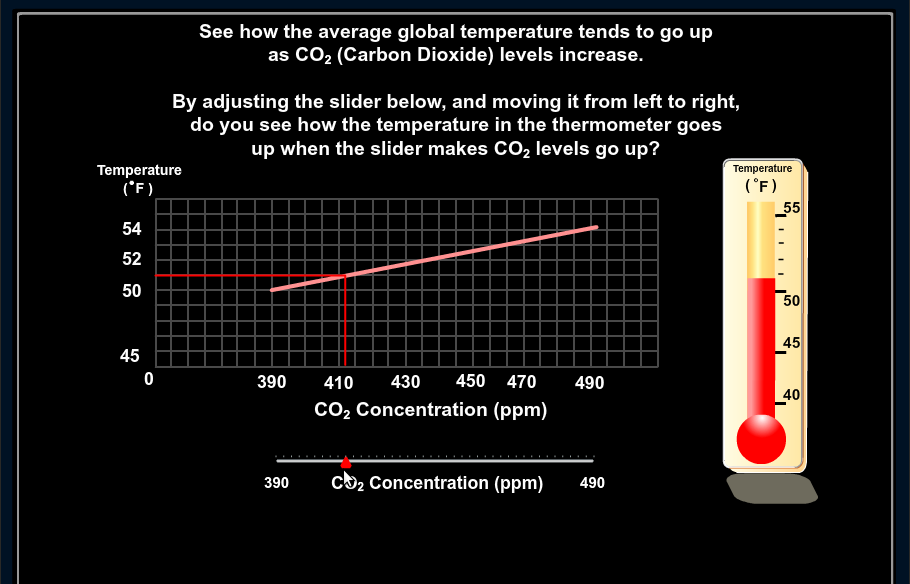 See how the average global temperature tends to go up
as CO₂ (Carbon Dioxide) levels increase.
By adjusting the slider below, and moving it from left to right,
do you see how the temperature in the thermometer goes
up when the slider makes CO₂ levels go up?
Temperature
(°F)
54
52
50
45
0
390 410 430 450 470 490
CO₂ Concentration (ppm)
390 CO₂ Concentration (ppm) 490
Temperature
(°F)
55
50
45
40